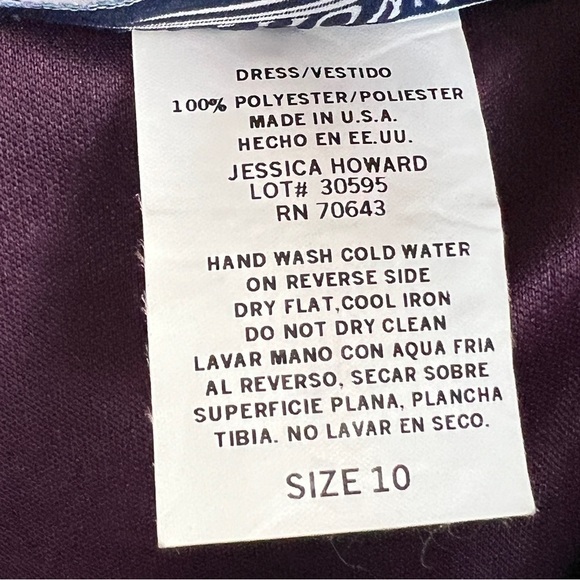 DRESS/VESTIDO
100% POLYESTER/POLIESTER
MADE IN U.S.A.
HECHO EN EE.UU.
JESSICA HOWARD
LOT# 30595
RN 70643
HAND WASH COLD WATER
ON REVERSE SIDE
DRY FLAT,COOL IRON
DO NOT DRY CLEAN
LAVAR MANO CON AQUA FRIA
AL REVERSO, SECAR SOBRE
SUPERFICIE PLANA, PLANCHA
TIBIA. NO LAVAR EN SECO.
SIZE 10